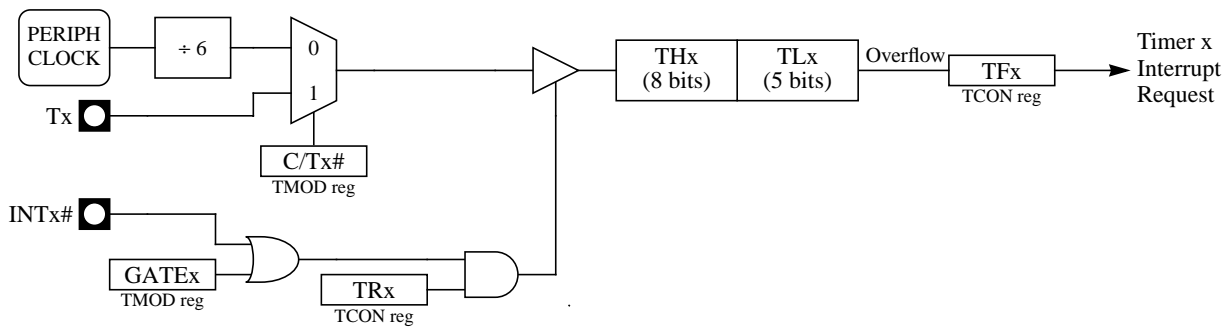 PERIPH
CLOCK
÷ 6
0
1
Tx
C/Tx#
TMOD reg
THx
(8 bits)
TLx
(5 bits)
Overflow
TFx
TCON reg
Timer x
Interrupt
Request
INTx#
GATEx
TMOD reg
TRx
TCON reg